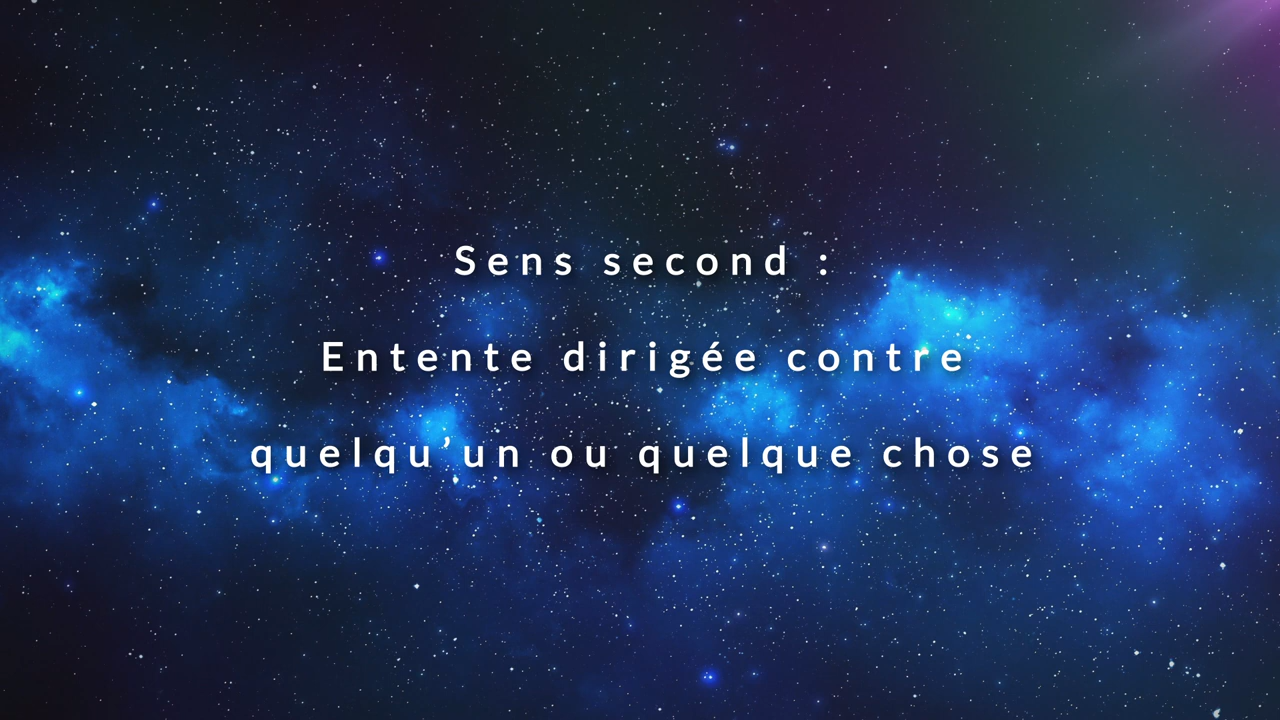 Sens second :
Entente dirigée contre
quelqu’un ou quelque chose